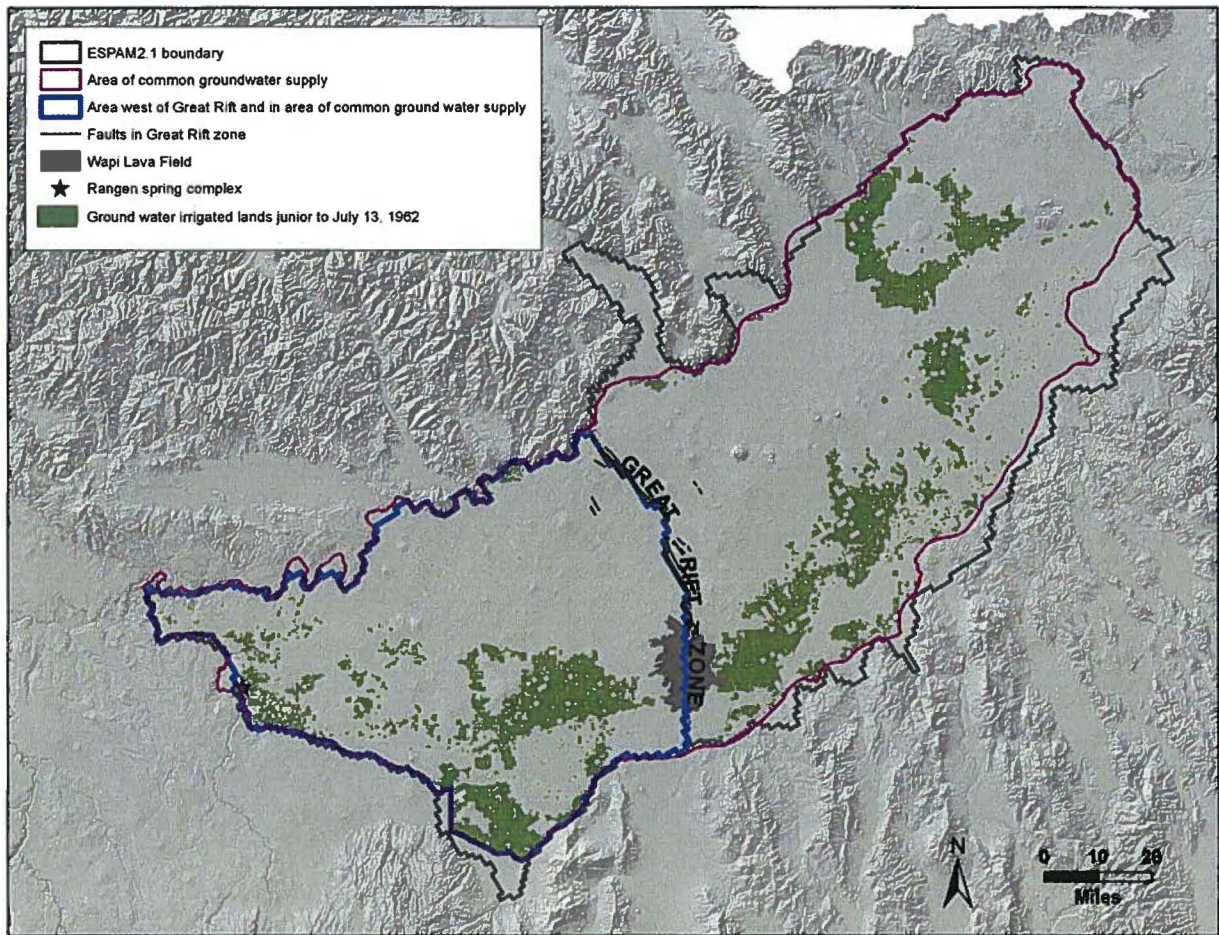 ESPAM2.1 boundary
Area of common groundwater supply
Area west of Great Rift and in area of common ground water supply
Faults in Great Rift zone
Wapi Lava Field
Rangen spring complex
Ground water irrigated lands junior to July 13, 1962
GREAT
RIFT
ZONE
N
0 10 20
Miles